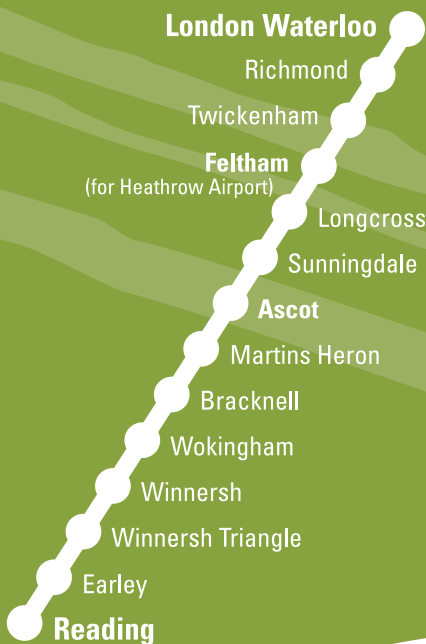 London Waterloo
Richmond
Twickenham
Feltham
(for Heathrow Airport)
Longcross
Sunningdale
Ascot
Martins Heron
Bracknell
Wokingham
Winnersh
Winnersh Triangle
Earley
Reading